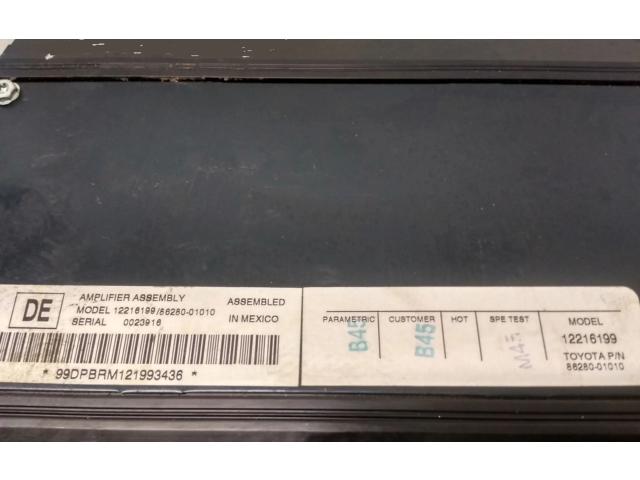 DE
AMPLIFIER ASSEMBLY
MODEL 12216199/86280-01010
SERIAL 0023916
ASSEMBLED
IN MEXICO
* 99DPBRM121993436 *
PARAMETRIC
B45
CUSTOMER
B45
HOT
SPE TEST
MODEL
12216199
TOYOTA P/N
86280-01010